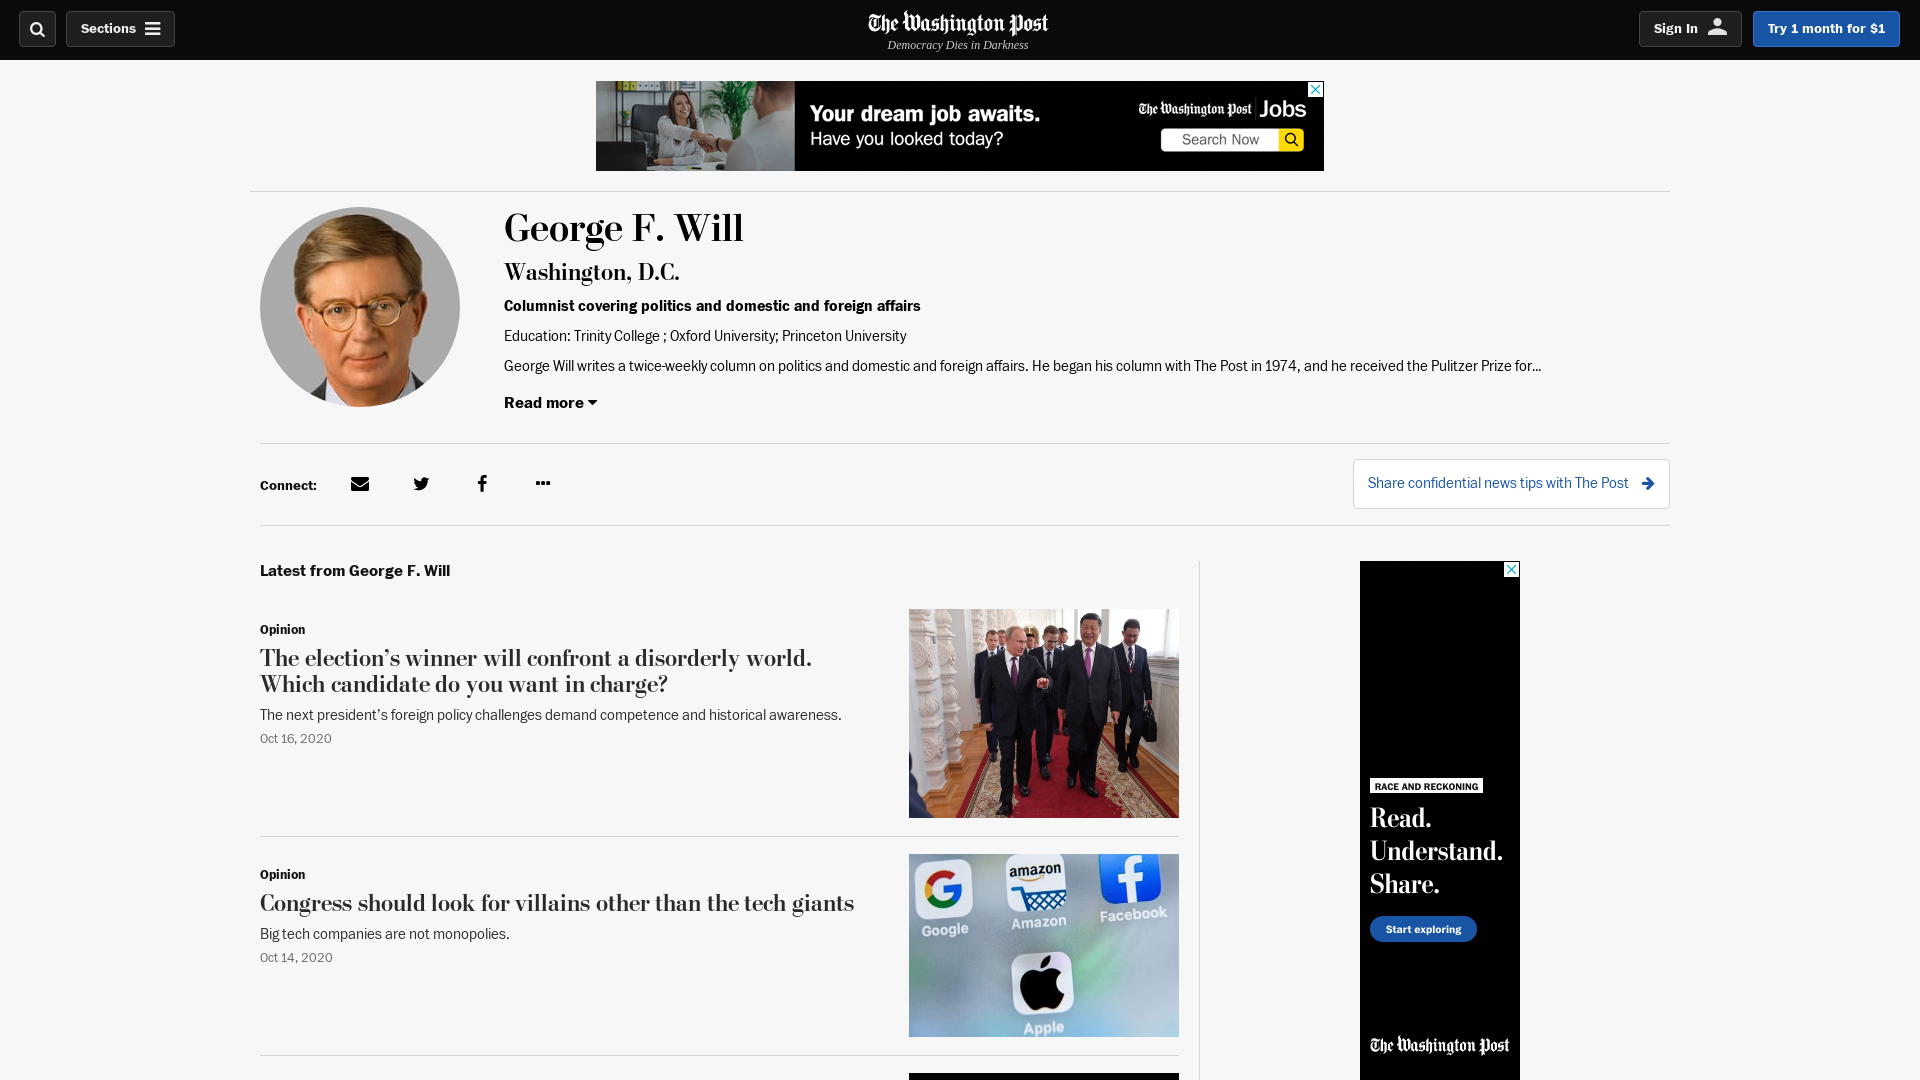 Sections
The Washington Post
Democracy Dies in Darkness
Sign In
Try 1 month for $1
Your dream job awaits.
Have you looked today?
The Washington Post Jobs
Search Now
George F. Will
Washington, D.C.
Columnist covering politics and domestic and foreign affairs
Education: Trinity College ; Oxford University; Princeton University
George Will writes a twice-weekly column on politics and domestic and foreign affairs. He began his column with The Post in 1974, and he received the Pulitzer Prize for...
Read more
Connect:
Share confidential news tips with The Post
Latest from George F. Will
Opinion
The election’s winner will confront a disorderly world.
Which candidate do you want in charge?
The next president’s foreign policy challenges demand competence and historical awareness.
Oct 16, 2020
Opinion
Congress should look for villains other than the tech giants
Big tech companies are not monopolies.
Oct 14, 2020
amazon
Google
Amazon
Facebook
Apple
RACE AND RECKONING
Read.
Understand.
Share.
Start exploring
The Washington Post